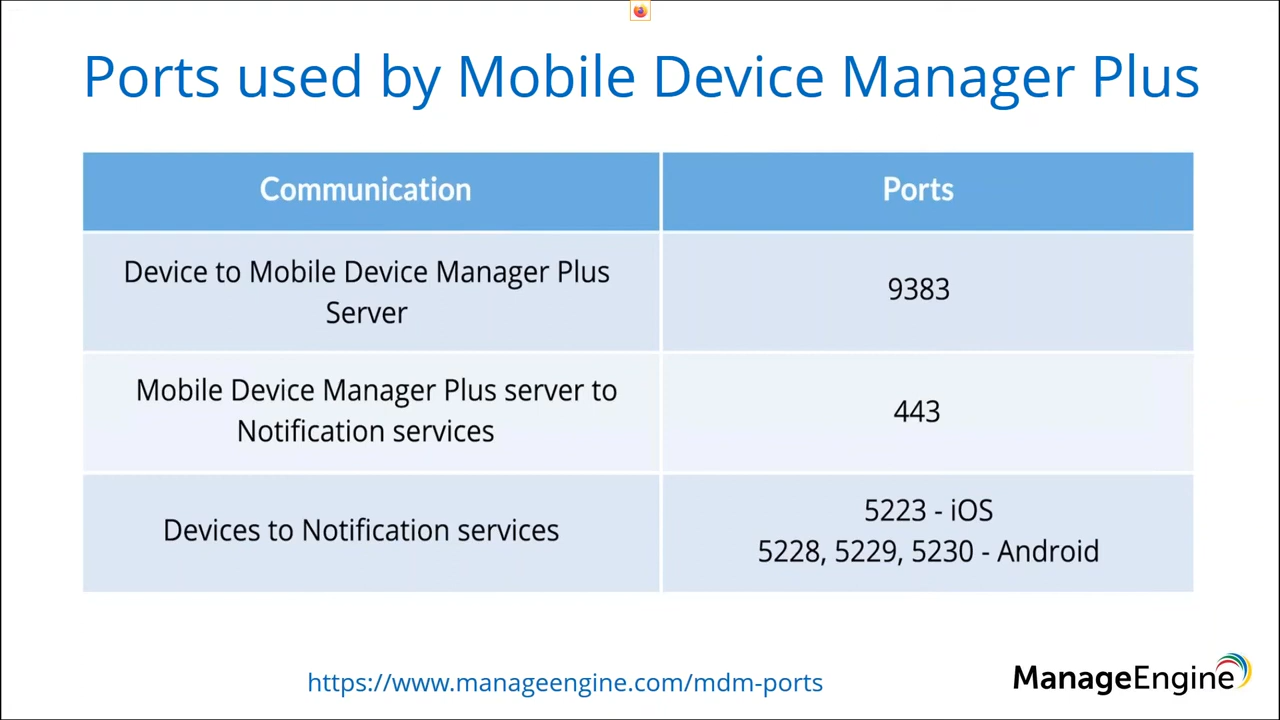 Ports used by Mobile Device Manager Plus
Communication
Ports
Device to Mobile Device Manager Plus
Server
9383
Mobile Device Manager Plus server to
Notification services
443
Devices to Notification services
5223 - iOS
5228, 5229, 5230 - Android
https://www.manageengine.com/mdm-ports
ManageEngine